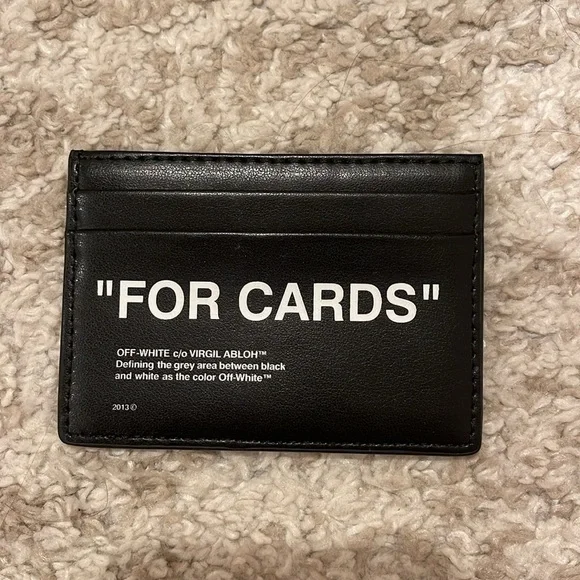 "FOR CARDS"
OFF-WHITE c/o VIRGIL ABLOH™
Defining the grey area between black
and white as the color Off-White™
2013©